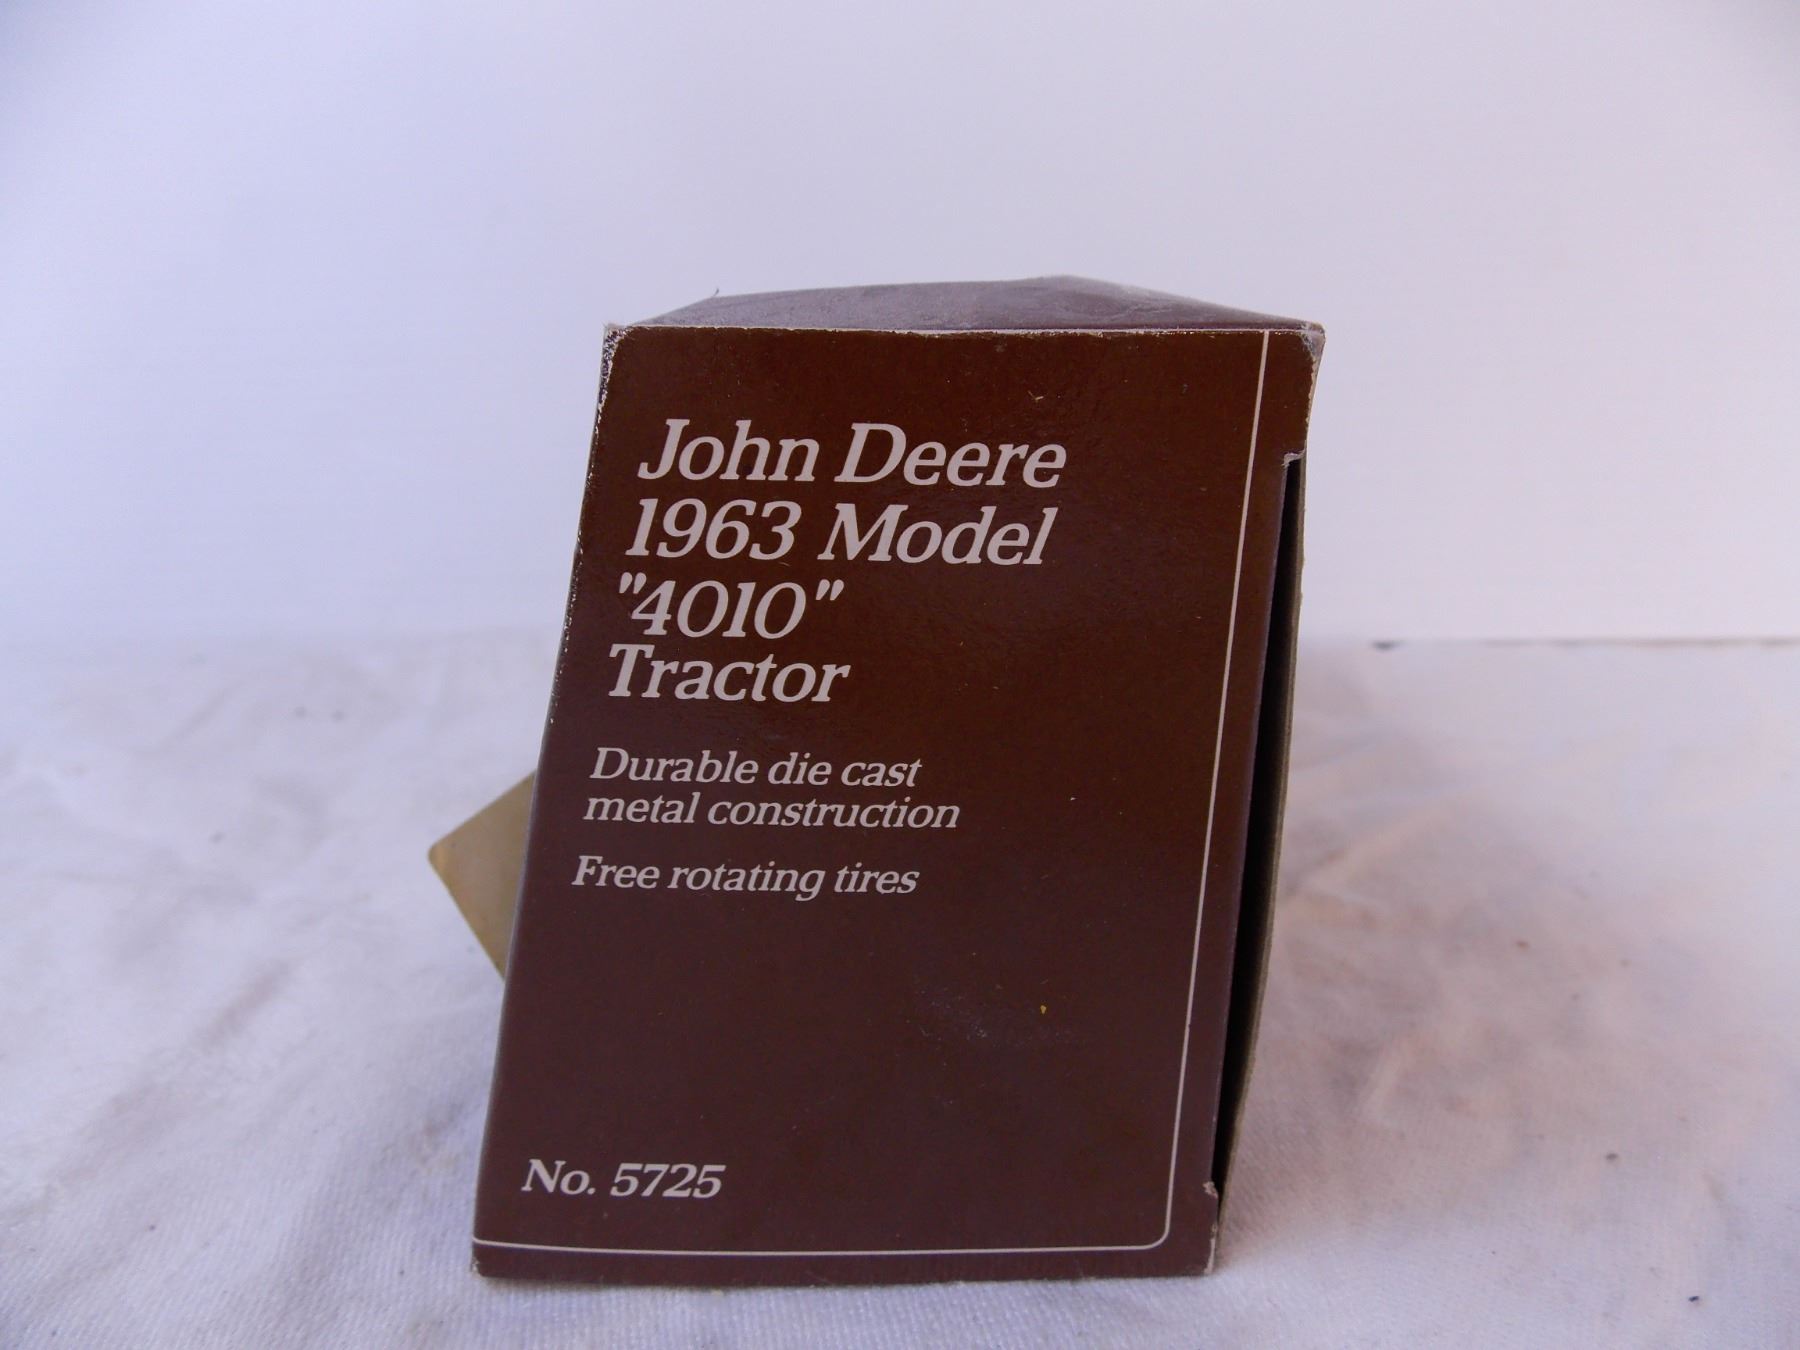 John Deere
1963 Model
"4010"
Tractor
Durable die cast
metal construction
Free rotating tires
No. 5725